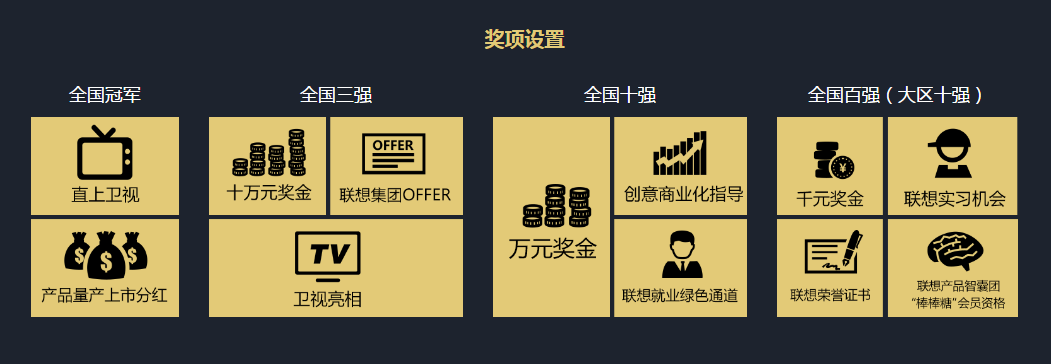 奖项设置
全国冠军
直上卫视
$ $ $
产品量产上市分红
全国三强
十万元奖金
OFFER
联想集团OFFER
TV
卫视亮相
全国十强
万元奖金
创意商业化指导
联想就业绿色通道
全国百强（大区十强）
¥
千元奖金
联想实习机会
联想荣誉证书
联想产品智囊团
“棒棒糖”会员资格